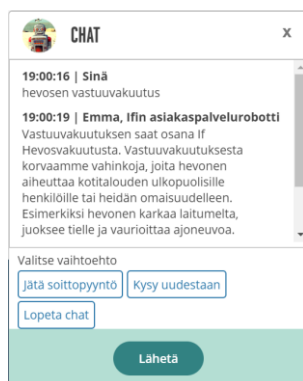 CHAT
x
19:00:16 | Sinä
hevosen vastuuvakuutus
19:00:19 | Emma, Ifin asiakaspalvelurobotti
Vastuuvakuutuksen saat osana If
Hevosvakuutusta. Vastuuvakuutuksesta
korvaamme vahinkoja, joita hevonen
aiheuttaa kotitalouden ulkopuolisille
henkilöille tai heidän omaisuudelleen.
Esimerkiksi hevonen karkaa laitumelta,
juoksee tielle ja vaurioittaa ajoneuvoa.
Valitse vaihtoehto
Jätä soittopyyntö
Kysy uudestaan
Lopeta chat
Lähetä